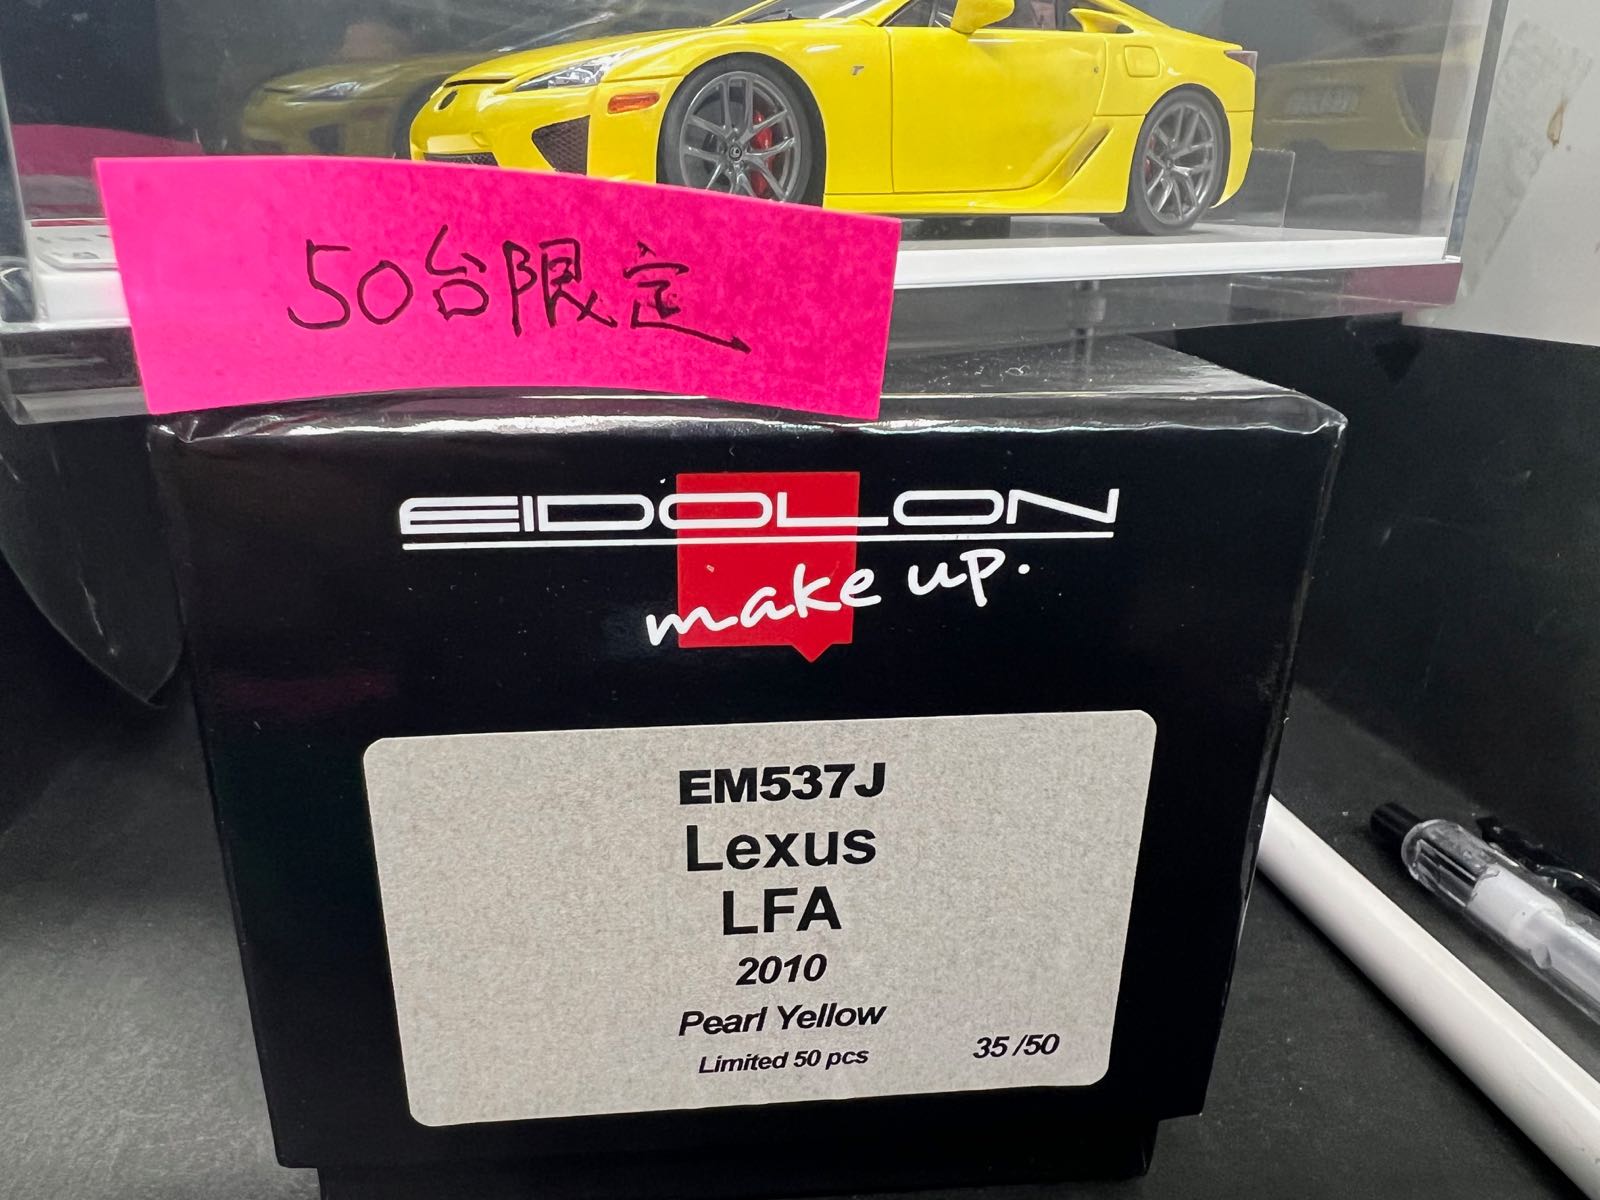 50台限定
EIDOLON
make up.
EM537J
Lexus
LFA
2010
Pearl Yellow
Limited 50 pcs
35/50